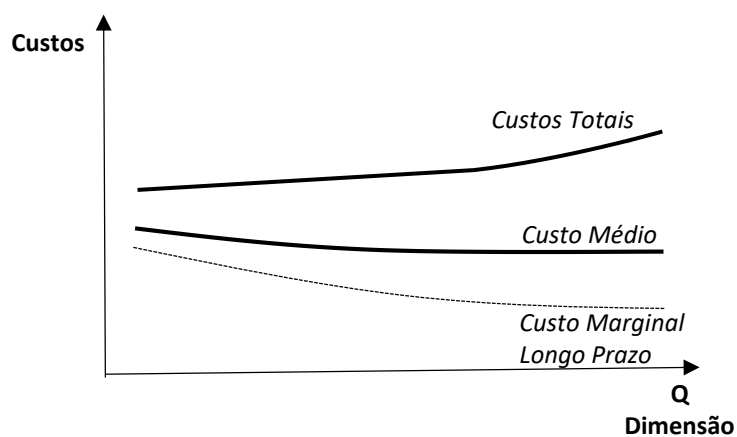 Custos
Custos Totais
Custo Médio
Custo Marginal
Longo Prazo
Q
Dimensão